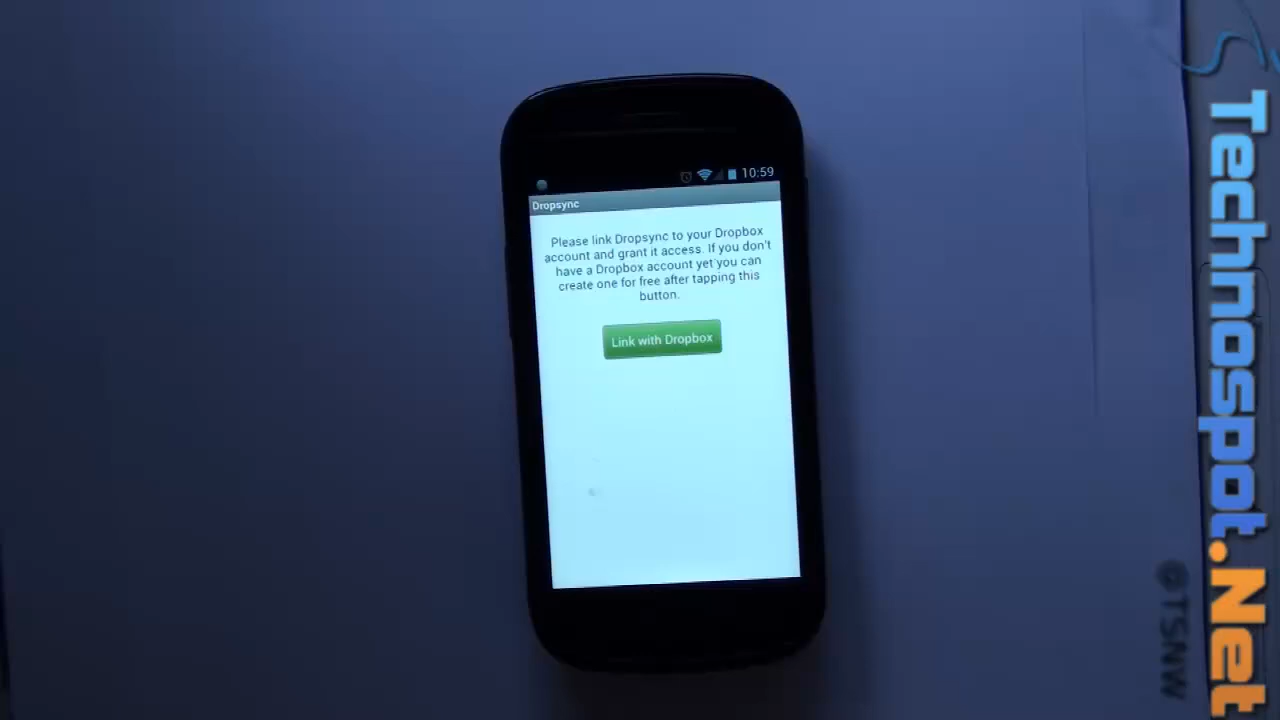 10:59
Dropsync
Please link Dropsync to your Dropbox
account and grant it access. If you don't
have a Dropbox account yet you can
create one for free after tapping this
button.
Link with Dropbox
Technospot.Net
@TSNW